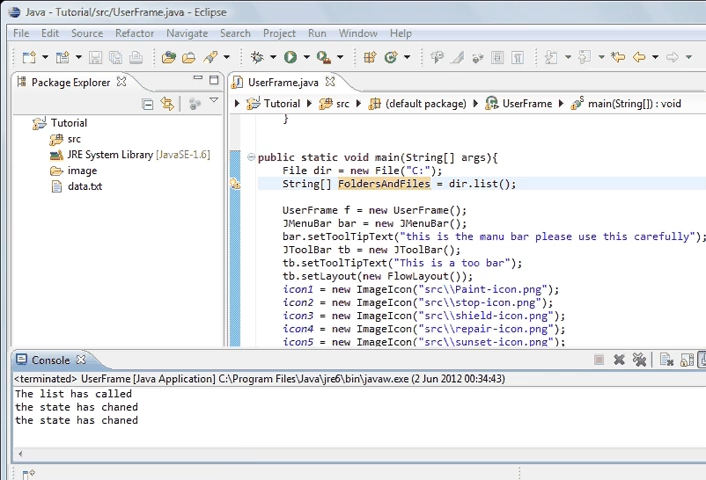 Java - Tutorial/src/UserFrame.java - Eclipse
File Edit Source Refactor Navigate Search Project Run Window Help
Package Explorer
UserFrame.java
Tutorial src (default package) UserFrame main(String[]) : void
Tutorial
src
JRE System Library [JavaSE-1.6]
image
data.txt
}
public static void main(String[] args){
File dir = new File("C:");
String[] FoldersAndFiles = dir.list();
UserFrame f = new UserFrame();
JMenuBar bar = new JMenuBar();
bar.setToolTipText("this is the manu bar please use this carefully");
JToolBar tb = new JToolBar();
tb.setToolTipText("This is a too bar");
tb.setLayout(new FlowLayout());
icon1 = new ImageIcon("src\\Paint-icon.png");
icon2 = new ImageIcon("src\\stop-icon.png");
icon3 = new ImageIcon("src\\shield-icon.png");
icon4 = new ImageIcon("src\\repair-icon.png");
icon5 = new ImageIcon("src\\sunset-icon.png");
Console
<terminated> UserFrame [Java Application] C:\Program Files\Java\jre6\bin\javaw.exe (2 Jun 2012 00:34:43)
The list has called
the state has chaned
the state has chaned